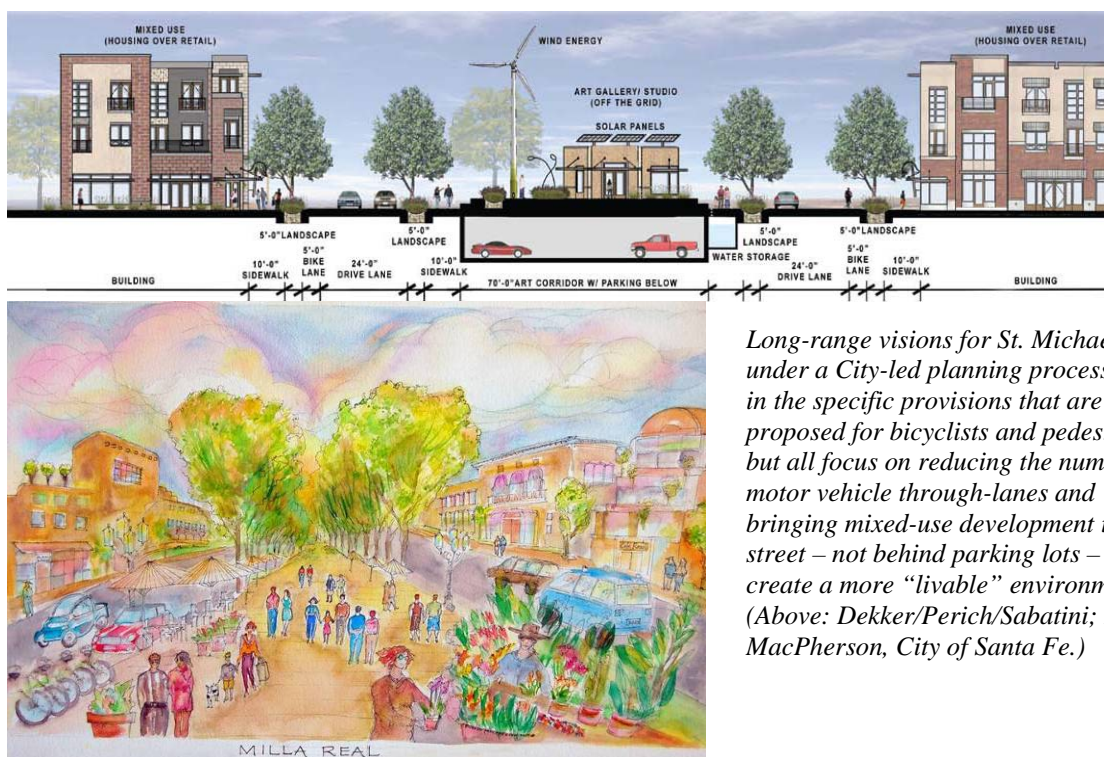 MIXED USE
(HOUSING OVER RETAIL)
WIND ENERGY
ART GALLERY/ STUDIO
(OFF THE GRID)
SOLAR PANELS
MIXED USE
(HOUSING OVER RETAIL)
5'-0" LANDSCAPE
5'-0"
LANDSCAPE
5'-0"
LANDSCAPE
5'-0" LANDSCAPE
WATER STORAGE
BUILDING
10'-0"
SIDEWALK
5'-0"
BIKE
LANE
24'-0"
DRIVE LANE
10'-0"
SIDEWALK
70'-0" ART CORRIDOR W/ PARKING BELOW
24'-0"
DRIVE LANE
5'-0"
BIKE
LANE
10'-0"
SIDEWALK
BUILDING
Long-range visions for St. Michae
under a City-led planning process
in the specific provisions that are
proposed for bicyclists and pedes
but all focus on reducing the num
motor vehicle through-lanes and
bringing mixed-use development
street – not behind parking lots –
create a more “livable” environm
(Above: Dekker/Perich/Sabatini;
MacPherson, City of Santa Fe.)
MILLA REAL